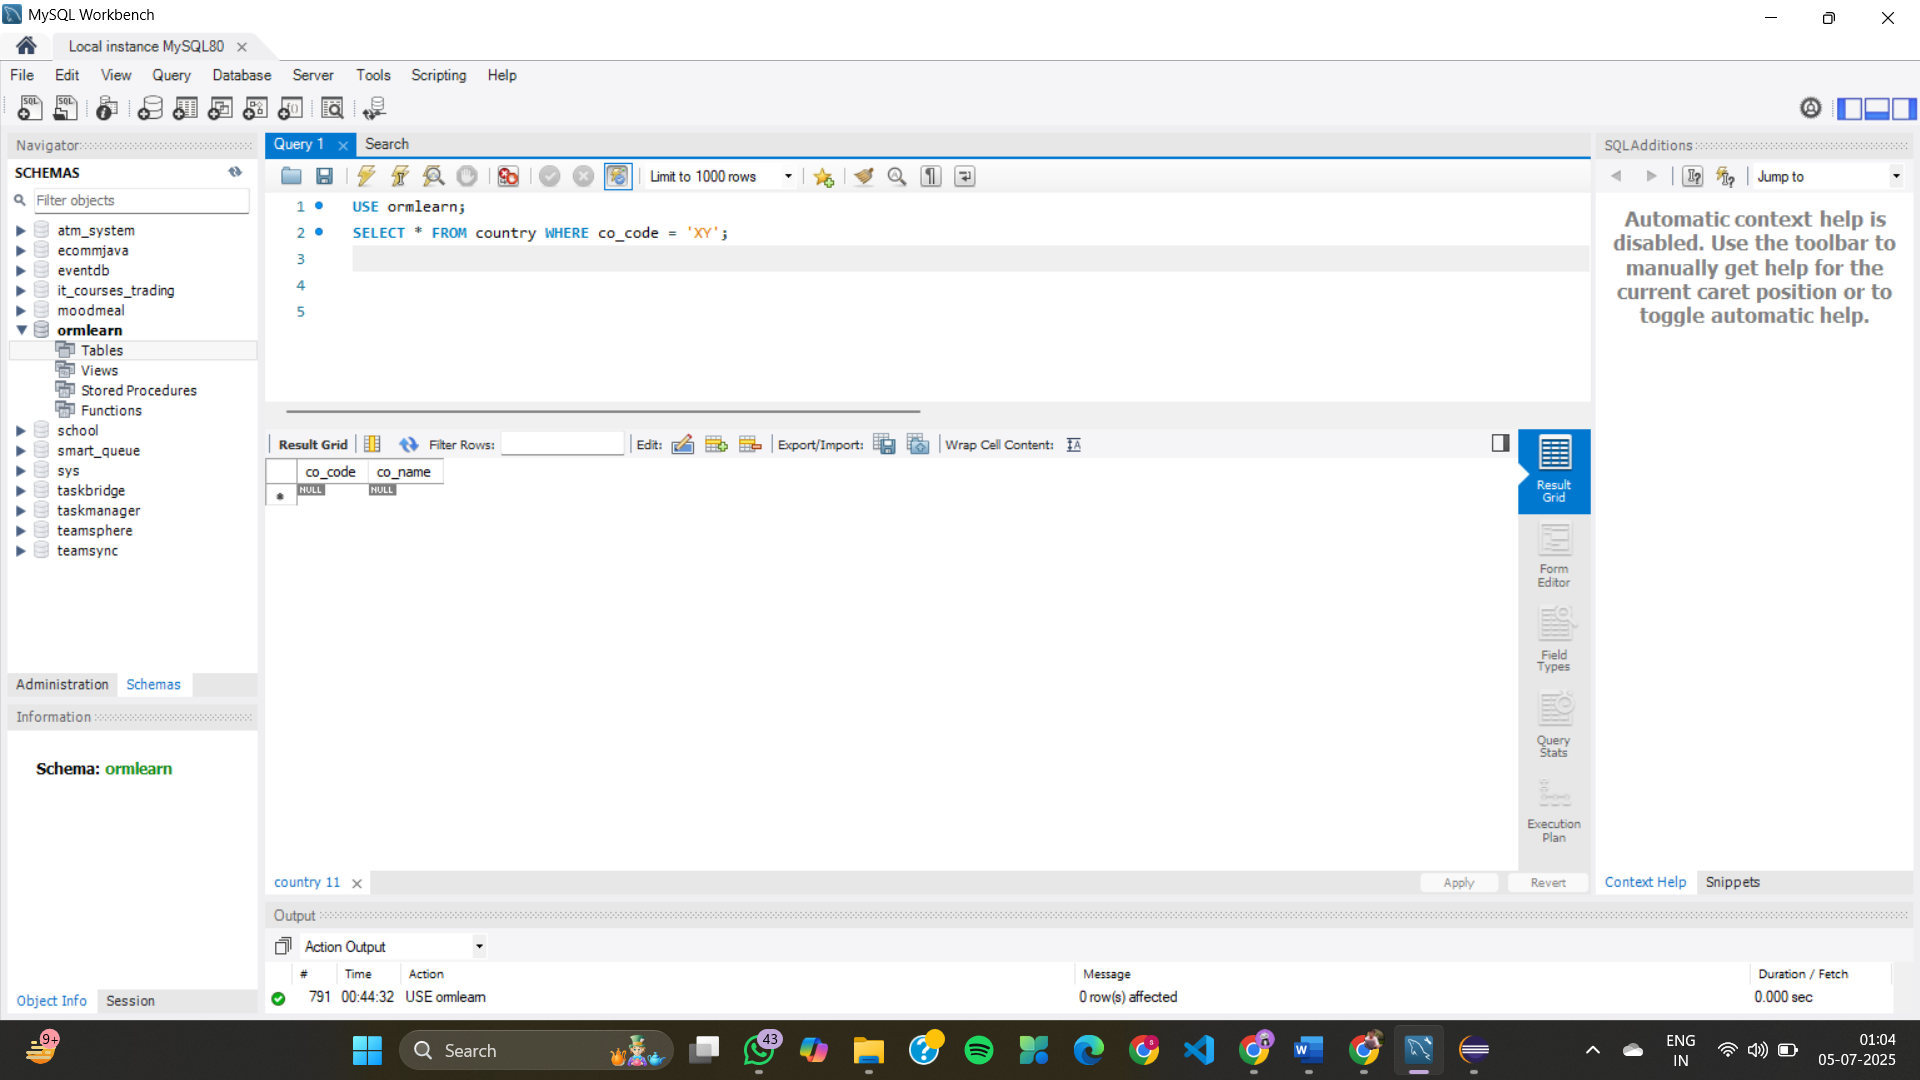 MySQL Workbench
Local instance MySQL80
File Edit View Query Database Server Tools Scripting Help
Navigator
SCHEMAS
Filter objects
atm_system
ecommjava
eventdb
it_courses_trading
moodmeal
ormlearn
Tables
Views
Stored Procedures
Functions
school
smart_queue
sys
taskbridge
taskmanager
teamsphere
teamsync
Administration Schemas
Information
Schema: ormlearn
Object Info Session
Query 1 Search
Limit to 1000 rows
1 USE ormlearn;
2 SELECT * FROM country WHERE co_code = 'XY';
3
4
5
Result Grid Filter Rows: Edit: Export/Import: Wrap Cell Content:
co_code co_name
NULL NULL
Result
Grid
Form
Editor
Field
Types
Query
Stats
Execution
Plan
country 11 Apply Revert
SQLAdditions
Jump to
Automatic context help is
disabled. Use the toolbar to
manually get help for the
current caret position or to
toggle automatic help.
Context Help Snippets
Output
Action Output
# Time Action Message Duration / Fetch
791 00:44:32 USE ormlearn 0 row(s) affected 0.000 sec
9+
Search
43
ENG
IN
01:04
05-07-2025